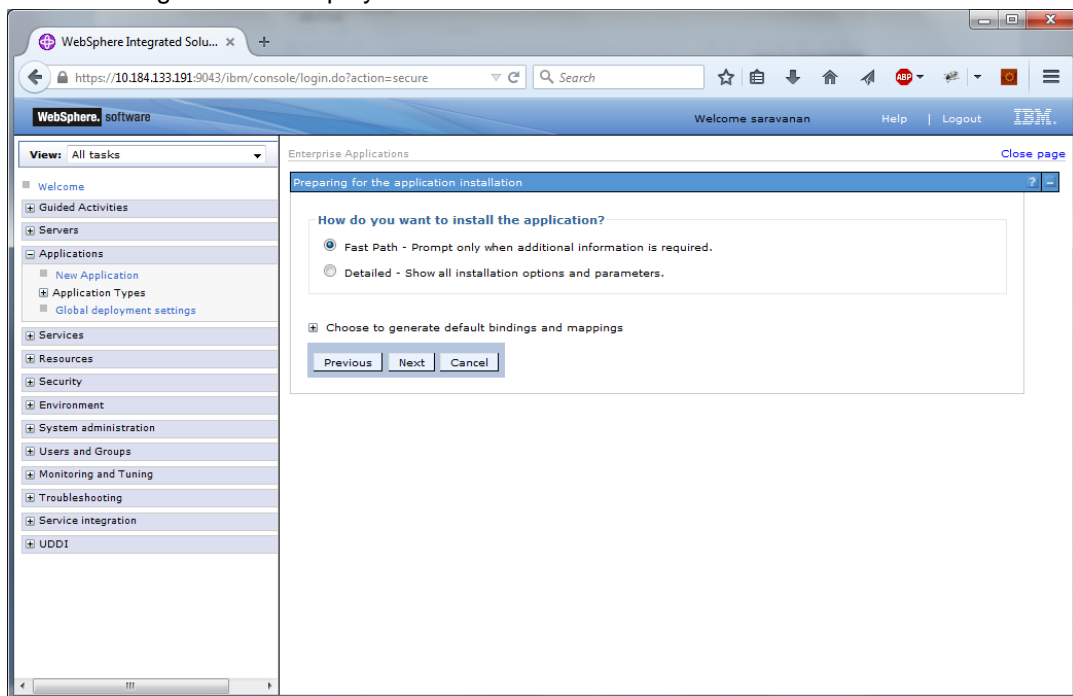 WebSphere Integrated Solu...
https://10.184.133.191:9043/ibm/console/login.do?action=secure
Search
ABP
WebSphere. software
Welcome saravanan
Help | Logout
IBM.
View: All tasks
Welcome
Guided Activities
Servers
Applications
New Application
Application Types
Global deployment settings
Services
Resources
Security
Environment
System administration
Users and Groups
Monitoring and Tuning
Troubleshooting
Service integration
UDDI
Enterprise Applications
Close page
Preparing for the application installation
How do you want to install the application?
Fast Path - Prompt only when additional information is required.
Detailed - Show all installation options and parameters.
Choose to generate default bindings and mappings
Previous Next Cancel